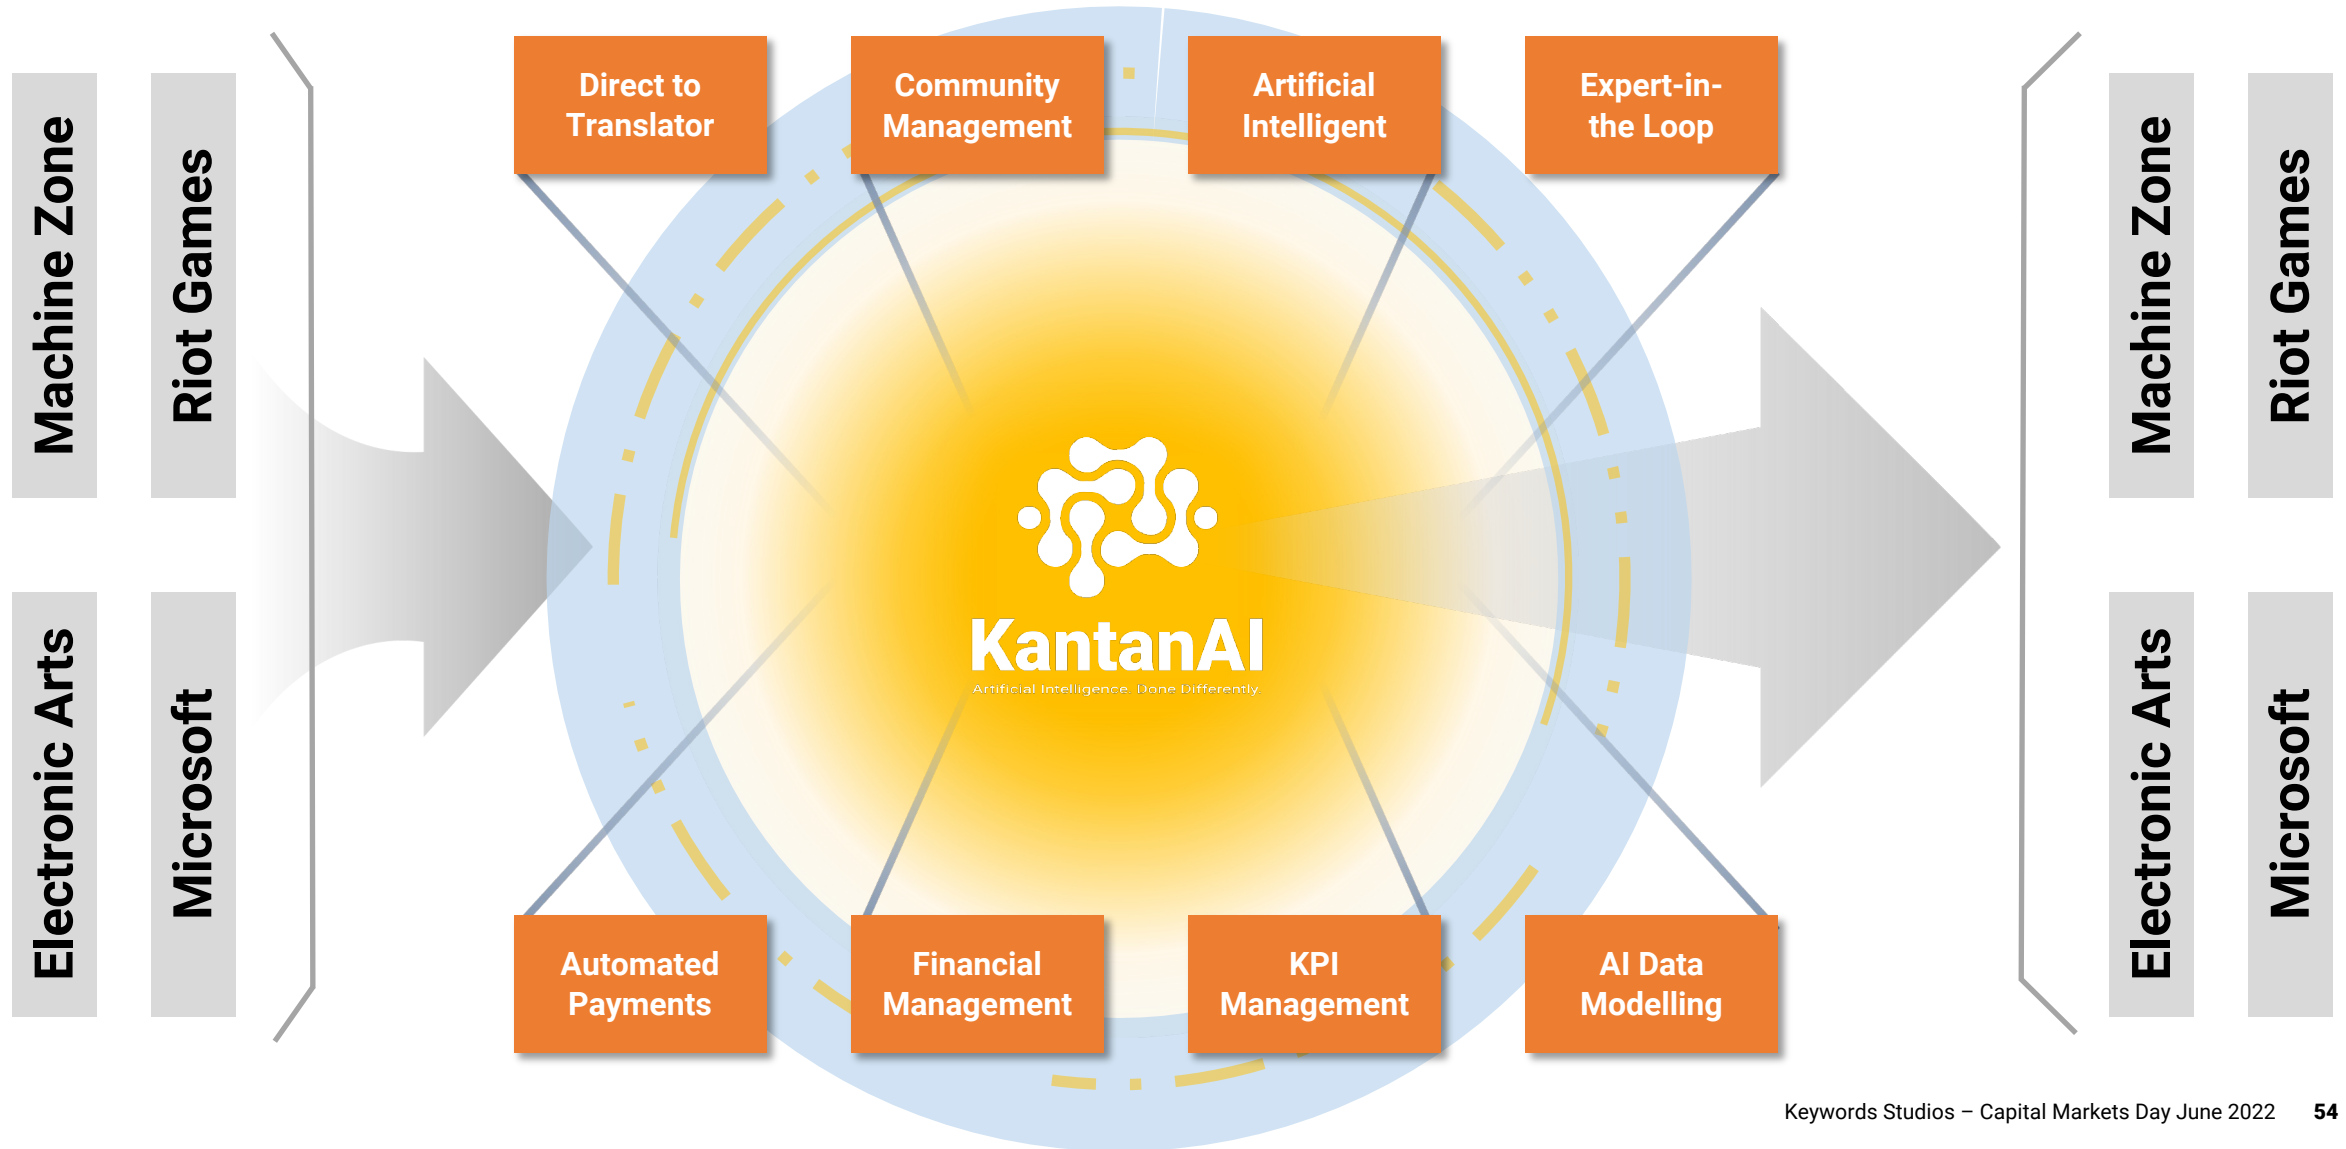 Machine Zone
Riot Games
Electronic Arts
Microsoft
Direct to
Translator
Community
Management
Artificial
Intelligent
Expert-in-
the Loop
KantanAI
Artificial Intelligence. Done Differently.
Automated
Payments
Financial
Management
KPI
Management
AI Data
Modelling
Machine Zone
Riot Games
Electronic Arts
Microsoft
Keywords Studios – Capital Markets Day June 2022 54